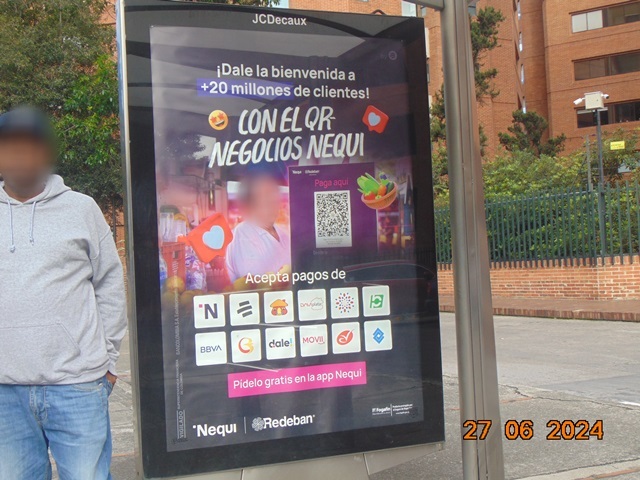 JCDecaux
¡Dale la bienvenida a
+20 millones de clientes!
CON EL QR-
NEGOCIOS NEQUI
Paga aquí
Acepta pagos de
N
BBVA
dale!
MOVII
Pídelo gratis en la app Nequi
Nequi
Redeban
VIGILADO
27 06 2024